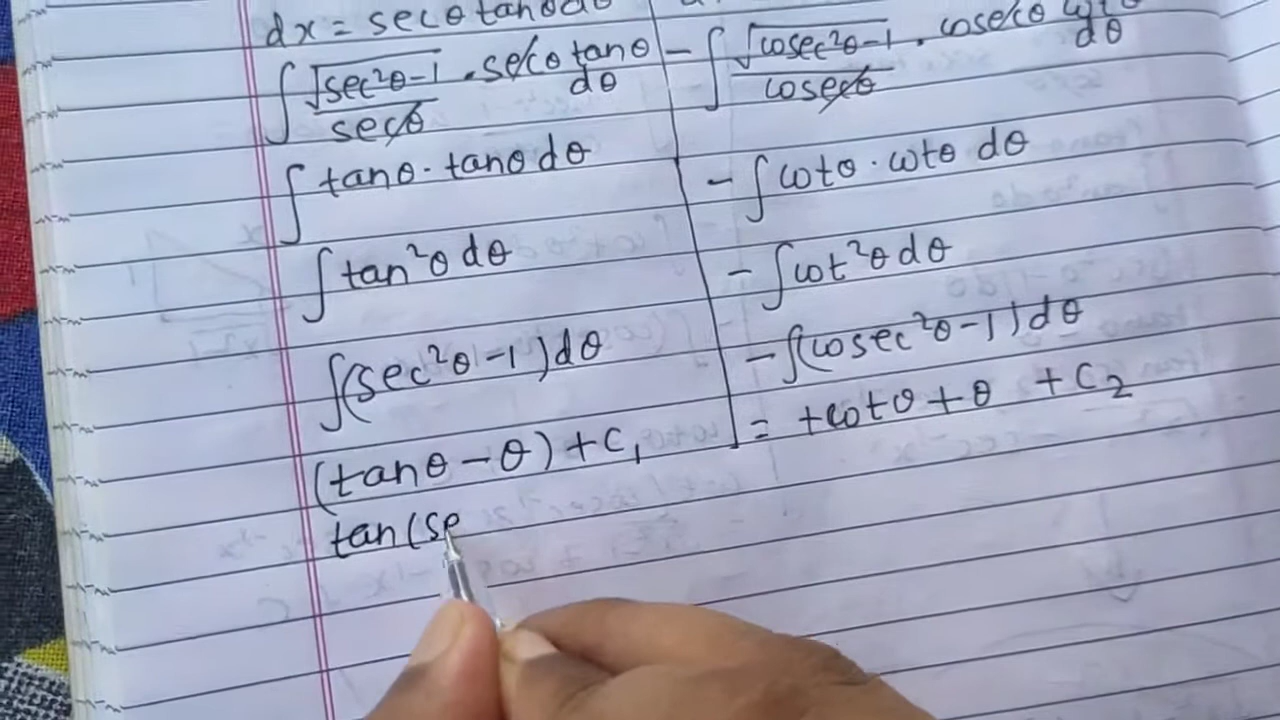 dx = secθ tanθ dθ
∫ √(sec²θ-1) / secθ · secθ tanθ dθ
∫ tanθ · tanθ dθ
∫ tan²θ dθ
∫ (sec²θ-1) dθ
(tanθ - θ) + C₁
tan(se
- ∫ √(cosec²θ-1) / cosecθ · cosecθ cotθ dθ
- ∫ cotθ · cotθ dθ
- ∫ cot²θ dθ
- ∫ (cosec²θ-1) dθ
= +cotθ + θ + C₂